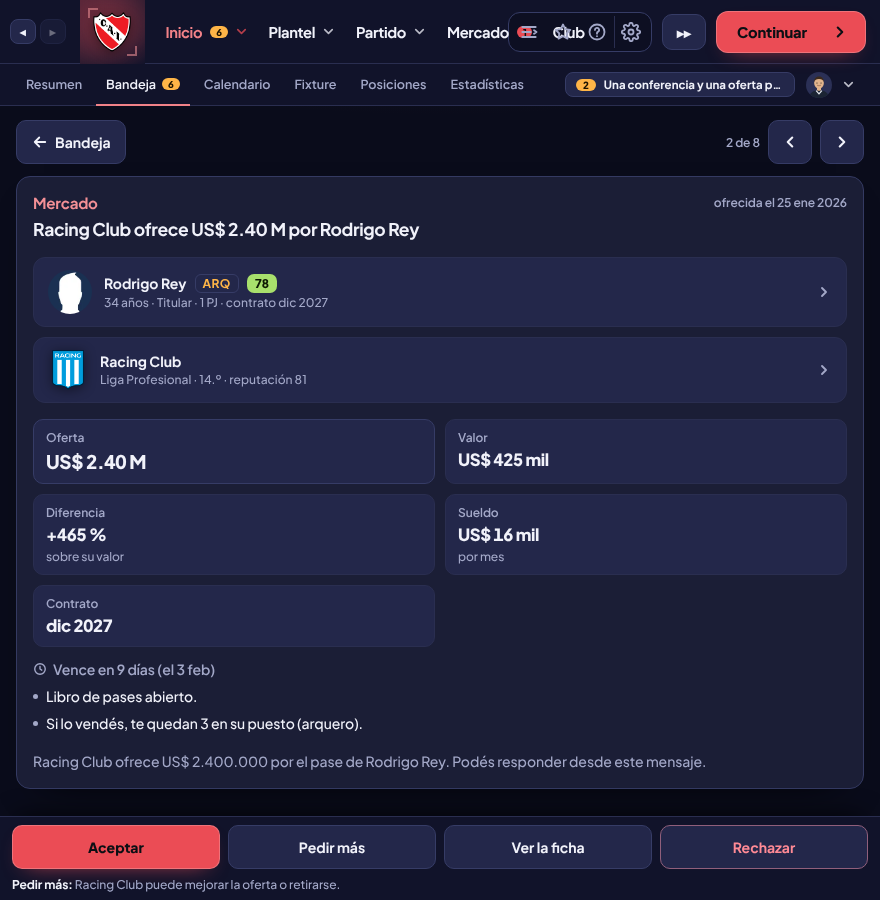 Inicio 6 Plantel Partido Mercado Club Continuar
Resumen Bandeja 6 Calendario Fixture Posiciones Estadísticas 2 Una conferencia y una oferta p...
Bandeja 2 de 8
Mercado ofrecida el 25 ene 2026
Racing Club ofrece US$ 2.40 M por Rodrigo Rey
Rodrigo Rey ARQ 78
34 años · Titular · 1 PJ · contrato dic 2027
RACING
Racing Club
Liga Profesional · 14.º · reputación 81
Oferta
US$ 2.40 M
Valor
US$ 425 mil
Diferencia
+465 %
sobre su valor
Sueldo
US$ 16 mil
por mes
Contrato
dic 2027
Vence en 9 días (el 3 feb)
• Libro de pases abierto.
• Si lo vendés, te quedan 3 en su puesto (arquero).
Racing Club ofrece US$ 2.400.000 por el pase de Rodrigo Rey. Podés responder desde este mensaje.
Aceptar Pedir más Ver la ficha Rechazar
Pedir más: Racing Club puede mejorar la oferta o retirarse.